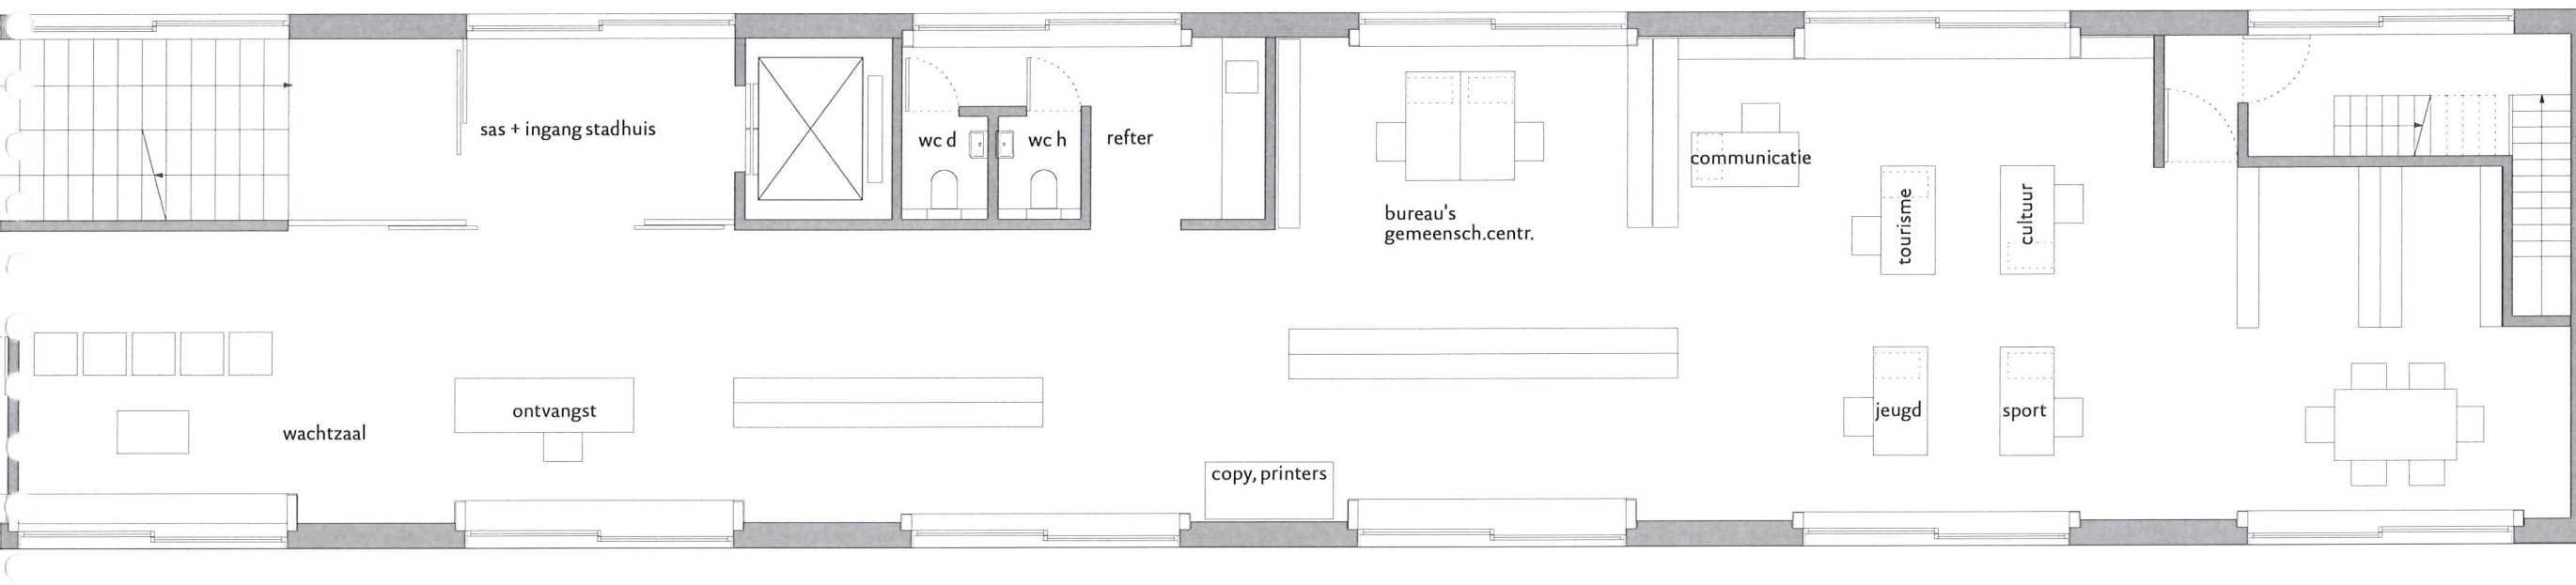 sas + ingang stadhuis
wc d
wc h
refter
bureau's
gemeensch.centr.
communicatie
tourisme
cultuur
wachtzaal
ontvangst
copy, printers
jeugd
sport